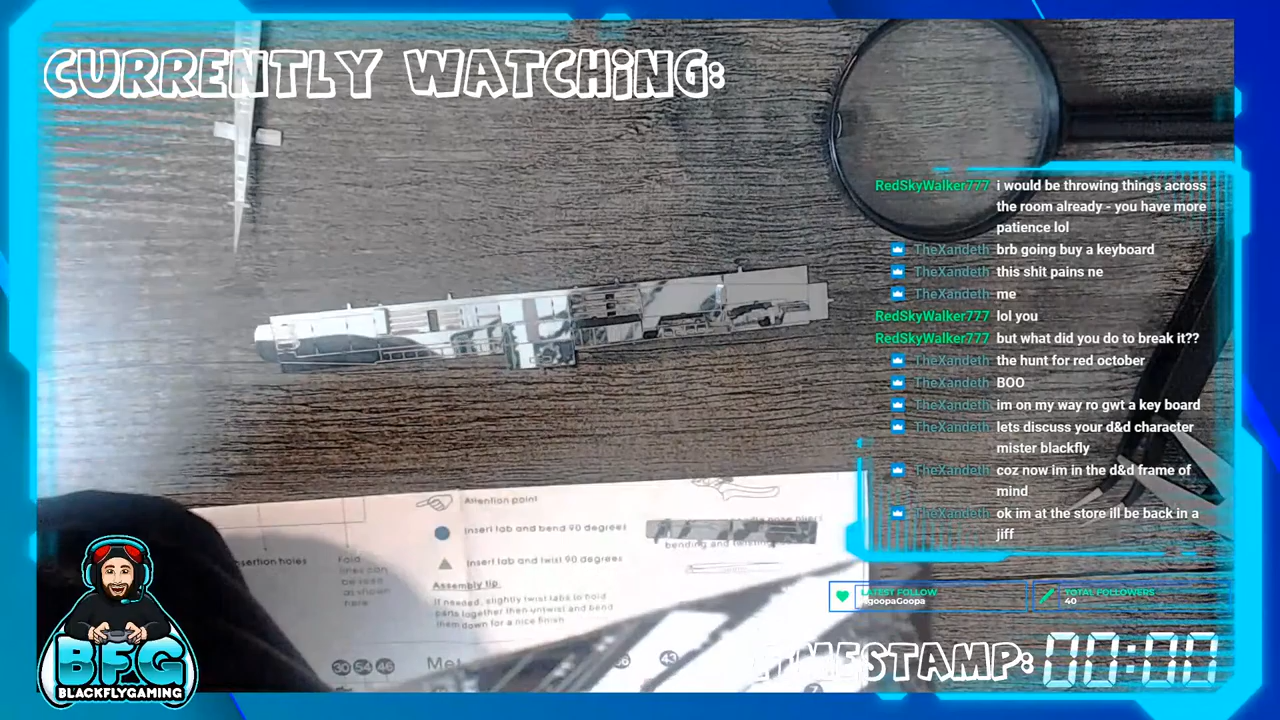 CURRENTLY WATCHING:
RedSkyWalker777 i would be throwing things across
the room already - you have more
patience lol
TheXandeth brb going buy a keyboard
TheXandeth this shit pains ne
TheXandeth me
RedSkyWalker777 lol you
RedSkyWalker777 but what did you do to break it??
TheXandeth the hunt for red october
TheXandeth BOO
TheXandeth im on my way ro gwt a key board
TheXandeth lets discuss your d&d character
mister blackfly
TheXandeth coz now im in the d&d frame of
mind
TheXandeth ok im at the store ill be back in a
jiff
Attention point
Insert tab and bend 90 degrees
Insert tab and twist 90 degrees
bending and
Assembly tip
If needed, slightly twist tabs to hold
parts together then untwist and bend
them down for a nice finish
Fold
lines can
be seen
as shown
here
30 54 46
LATEST FOLLOW
TOTAL FOLLOWERS
40
TIMESTAMP: 00:00
BFG
BLACKFLYGAMING